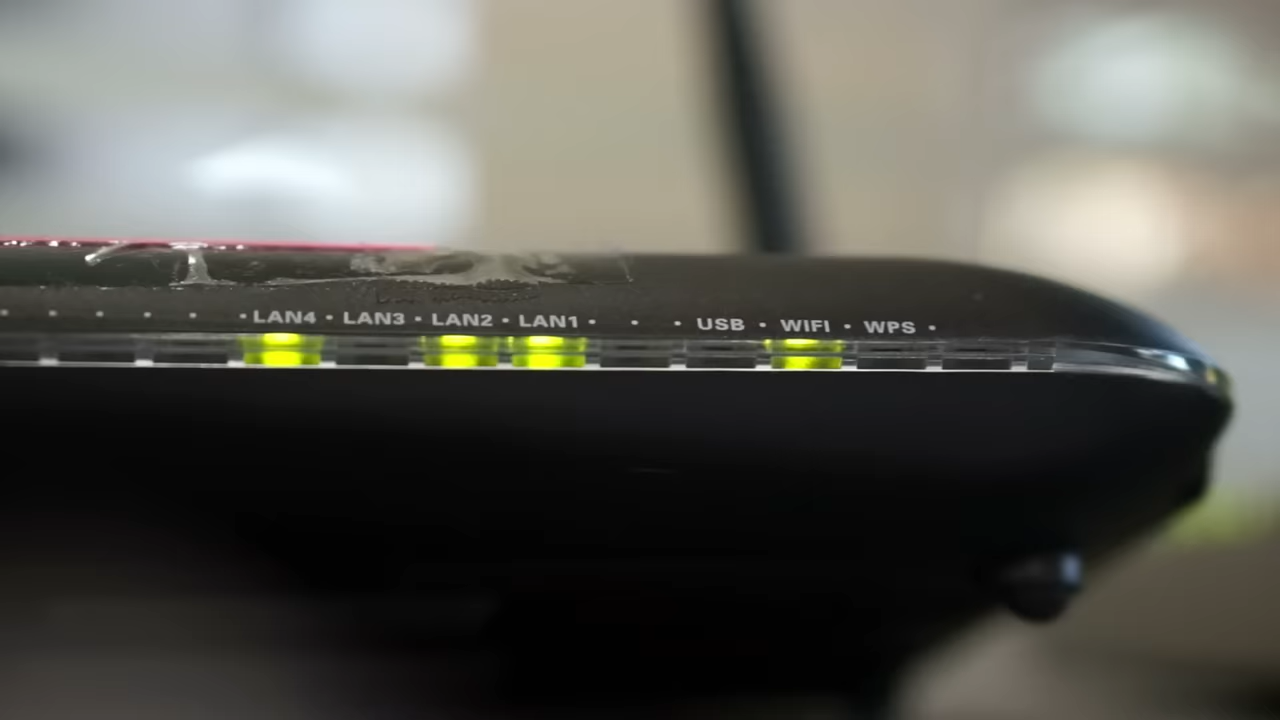 • LAN4 • LAN3 • LAN2 • LAN1 • • • USB • WIFI • WPS •